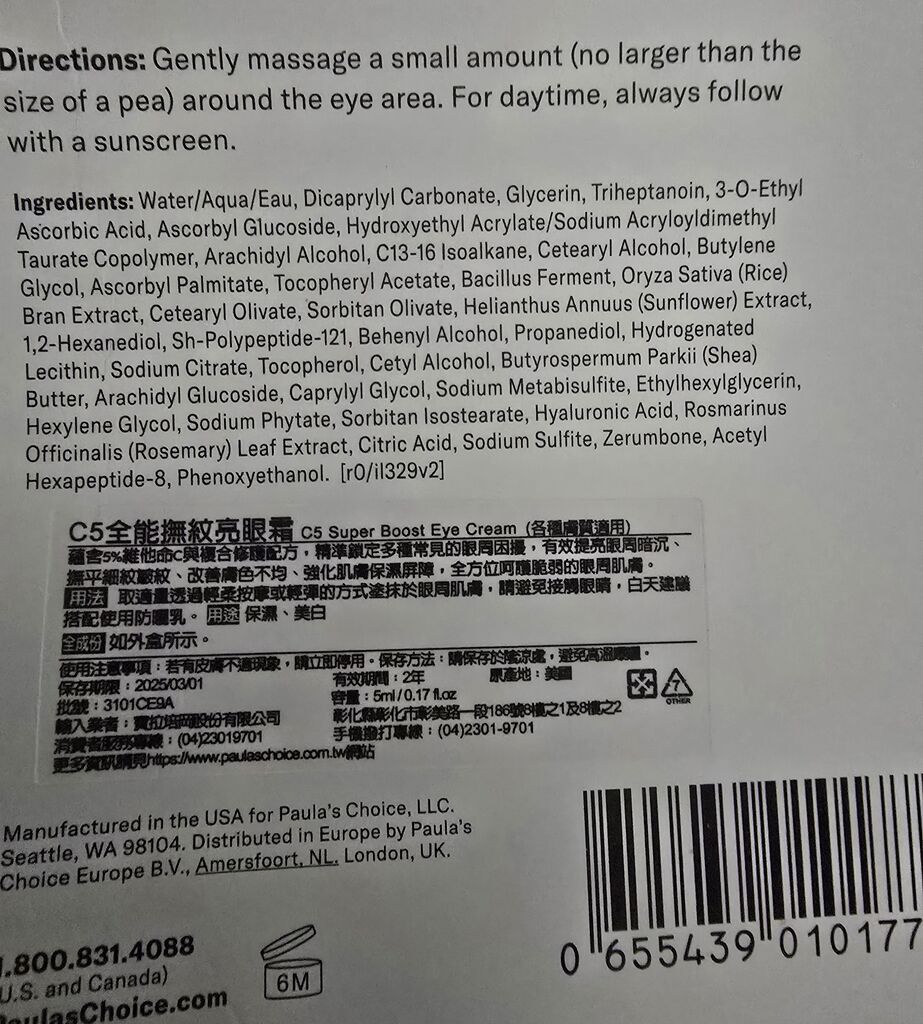 Directions: Gently massage a small amount (no larger than the
size of a pea) around the eye area. For daytime, always follow
with a sunscreen.
Ingredients: Water/Aqua/Eau, Dicaprylyl Carbonate, Glycerin, Triheptanoin, 3-O-Ethyl
Ascorbic Acid, Ascorbyl Glucoside, Hydroxyethyl Acrylate/Sodium Acryloyldimethyl
Taurate Copolymer, Arachidyl Alcohol, C13-16 Isoalkane, Cetearyl Alcohol, Butylene
Glycol, Ascorbyl Palmitate, Tocopheryl Acetate, Bacillus Ferment, Oryza Sativa (Rice)
Bran Extract, Cetearyl Olivate, Sorbitan Olivate, Helianthus Annuus (Sunflower) Extract,
1,2-Hexanediol, Sh-Polypeptide-121, Behenyl Alcohol, Propanediol, Hydrogenated
Lecithin, Sodium Citrate, Tocopherol, Cetyl Alcohol, Butyrospermum Parkii (Shea)
Butter, Arachidyl Glucoside, Caprylyl Glycol, Sodium Metabisulfite, Ethylhexylglycerin,
Hexylene Glycol, Sodium Phytate, Sorbitan Isostearate, Hyaluronic Acid, Rosmarinus
Officinalis (Rosemary) Leaf Extract, Citric Acid, Sodium Sulfite, Zerumbone, Acetyl
Hexapeptide-8, Phenoxyethanol. [r0/il329v2]
C5全能撫紋亮眼霜 C5 Super Boost Eye Cream (各種膚質適用)
蘊含5%維他命C與複合修護配方，精準鎖定多種常見的眼周困擾，有效提亮眼周暗沉、
撫平細紋皺紋、改善膚色不均、強化肌膚保濕屏障，全方位呵護脆弱的眼周肌膚。
用法 取適量透過輕柔按摩或輕彈的方式塗抹於眼周肌膚，請避免接觸眼睛，白天建議
搭配使用防曬乳。 用途 保濕、美白
全成份 如外盒所示。
使用注意事項：若有皮膚不適現象，請立即停用。保存方法：請保存於陰涼處，避免高溫曝曬。
保存期限：2025/03/01 有效期間：2年 原產地：美國
批號：3101CE9A 容量：5ml/0.17 fl.oz
輸入業者：寶拉培岡股份有限公司 彰化縣彰化市彰美路一段186號8樓之1及8樓之2
消費者服務專線：(04)23019701 手機撥打專線：(04)2301-9701
更多資訊請見https://www.paulaschoice.com.tw網站
7
OTHER
Manufactured in the USA for Paula's Choice, LLC.
Seattle, WA 98104. Distributed in Europe by Paula's
Choice Europe B.V., Amersfoort, NL. London, UK.
1.800.831.4088
(U.S. and Canada)
PaulasChoice.com
6M
0 655439 010177